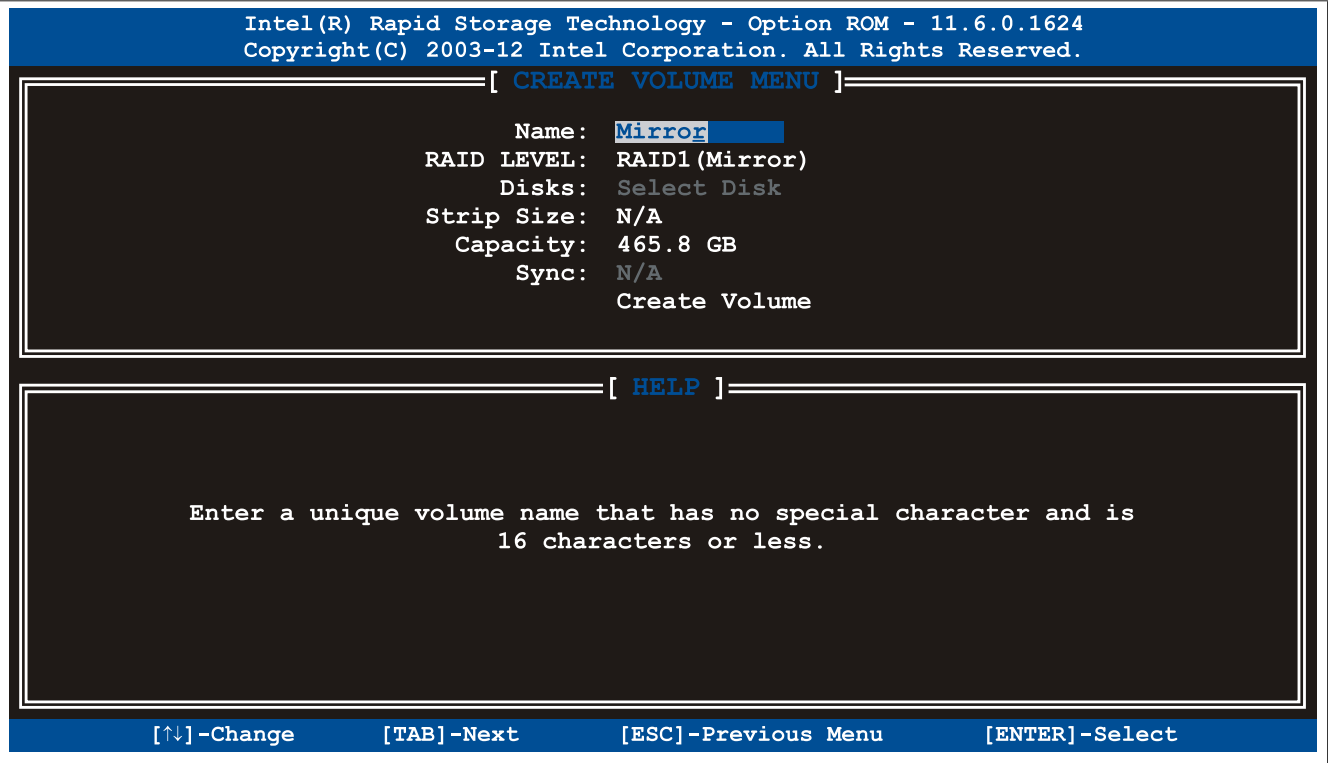 Intel(R) Rapid Storage Technology - Option ROM - 11.6.0.1624
Copyright(C) 2003-12 Intel Corporation. All Rights Reserved.
[ CREATE VOLUME MENU ]
Name: Mirror
RAID LEVEL: RAID1(Mirror)
Disks: Select Disk
Strip Size: N/A
Capacity: 465.8 GB
Sync: N/A
Create Volume
[ HELP ]
Enter a unique volume name that has no special character and is
16 characters or less.
[↑↓]-Change [TAB]-Next [ESC]-Previous Menu [ENTER]-Select